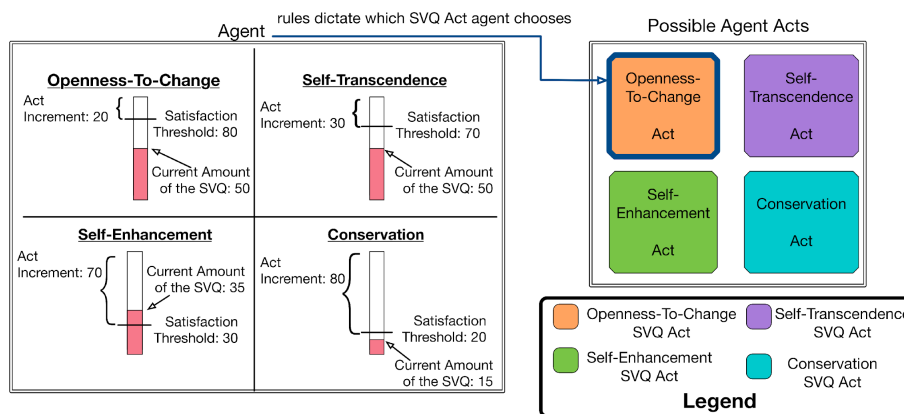 rules dictate which SVQ Act agent chooses
Agent
Possible Agent Acts
Openness-To-Change
Act
Increment: 20
Satisfaction
Threshold: 80
Current Amount
of the SVQ: 50
Self-Transcendence
Act
Increment: 30
Satisfaction
Threshold: 70
Current Amount
of the SVQ: 50
Self-Enhancement
Act
Increment: 70
Current Amount
of the SVQ: 35
Satisfaction
Threshold: 30
Conservation
Act
Increment: 80
Satisfaction
Threshold: 20
Current Amount
of the SVQ: 15
Openness-
To-Change
Act
Self-
Transcendence
Act
Self-
Enhancement
Act
Conservation
Act
Openness-To-Change
SVQ Act
Self-Transcendence
SVQ Act
Self-Enhancement
SVQ Act
Conservation
SVQ Act
Legend